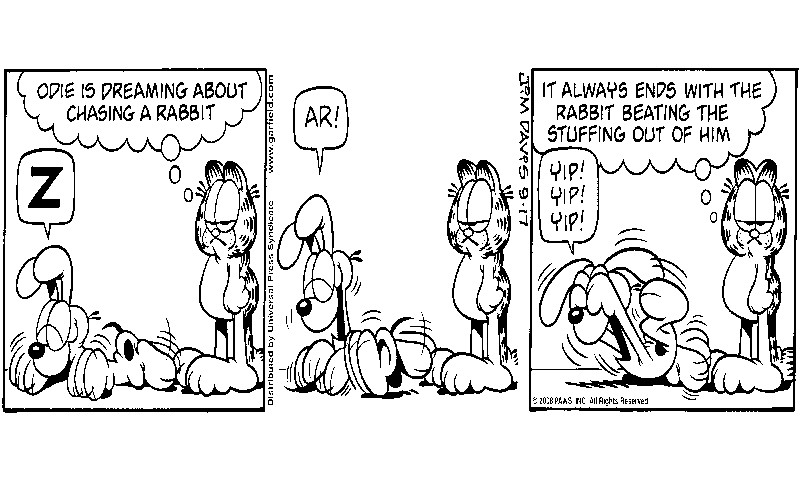 ODIE IS DREAMING ABOUT
CHASING A RABBIT
Z
www.garfield.com
Distributed by Universal Press Syndicate
AR!
JIM DAVIS 9-17
IT ALWAYS ENDS WITH THE
RABBIT BEATING THE
STUFFING OUT OF HIM
YIP!
YIP!
YIP!
© 2008 PAWS, INC. All Rights Reserved.